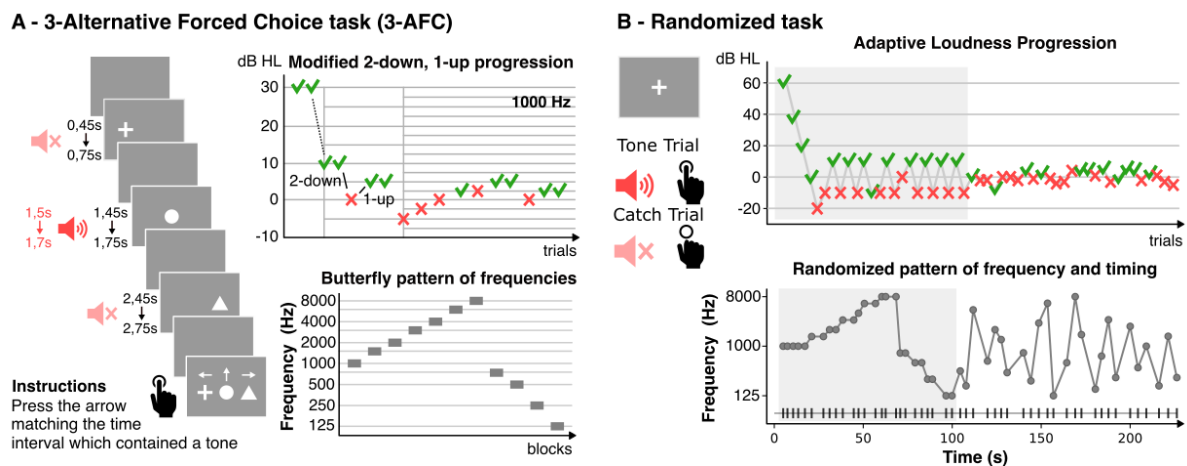 A - 3-Alternative Forced Choice task (3-AFC)
dB HL
Modified 2-down, 1-up progression
1000 Hz
30
20
10
0
-10
2-down
1-up
trials
0,45s
0,75s
1,5s
1,7s
1,45s
1,75s
2,45s
2,75s
Butterfly pattern of frequencies
Frequency (Hz)
8000
4000
2000
1000
500
250
125
blocks
Instructions
Press the arrow
matching the time
interval which contained a tone
B - Randomized task
Adaptive Loudness Progression
dB HL
60
40
20
0
-20
trials
Tone Trial
Catch Trial
Randomized pattern of frequency and timing
Frequency (Hz)
8000
1000
125
0
50
100
150
200
Time (s)